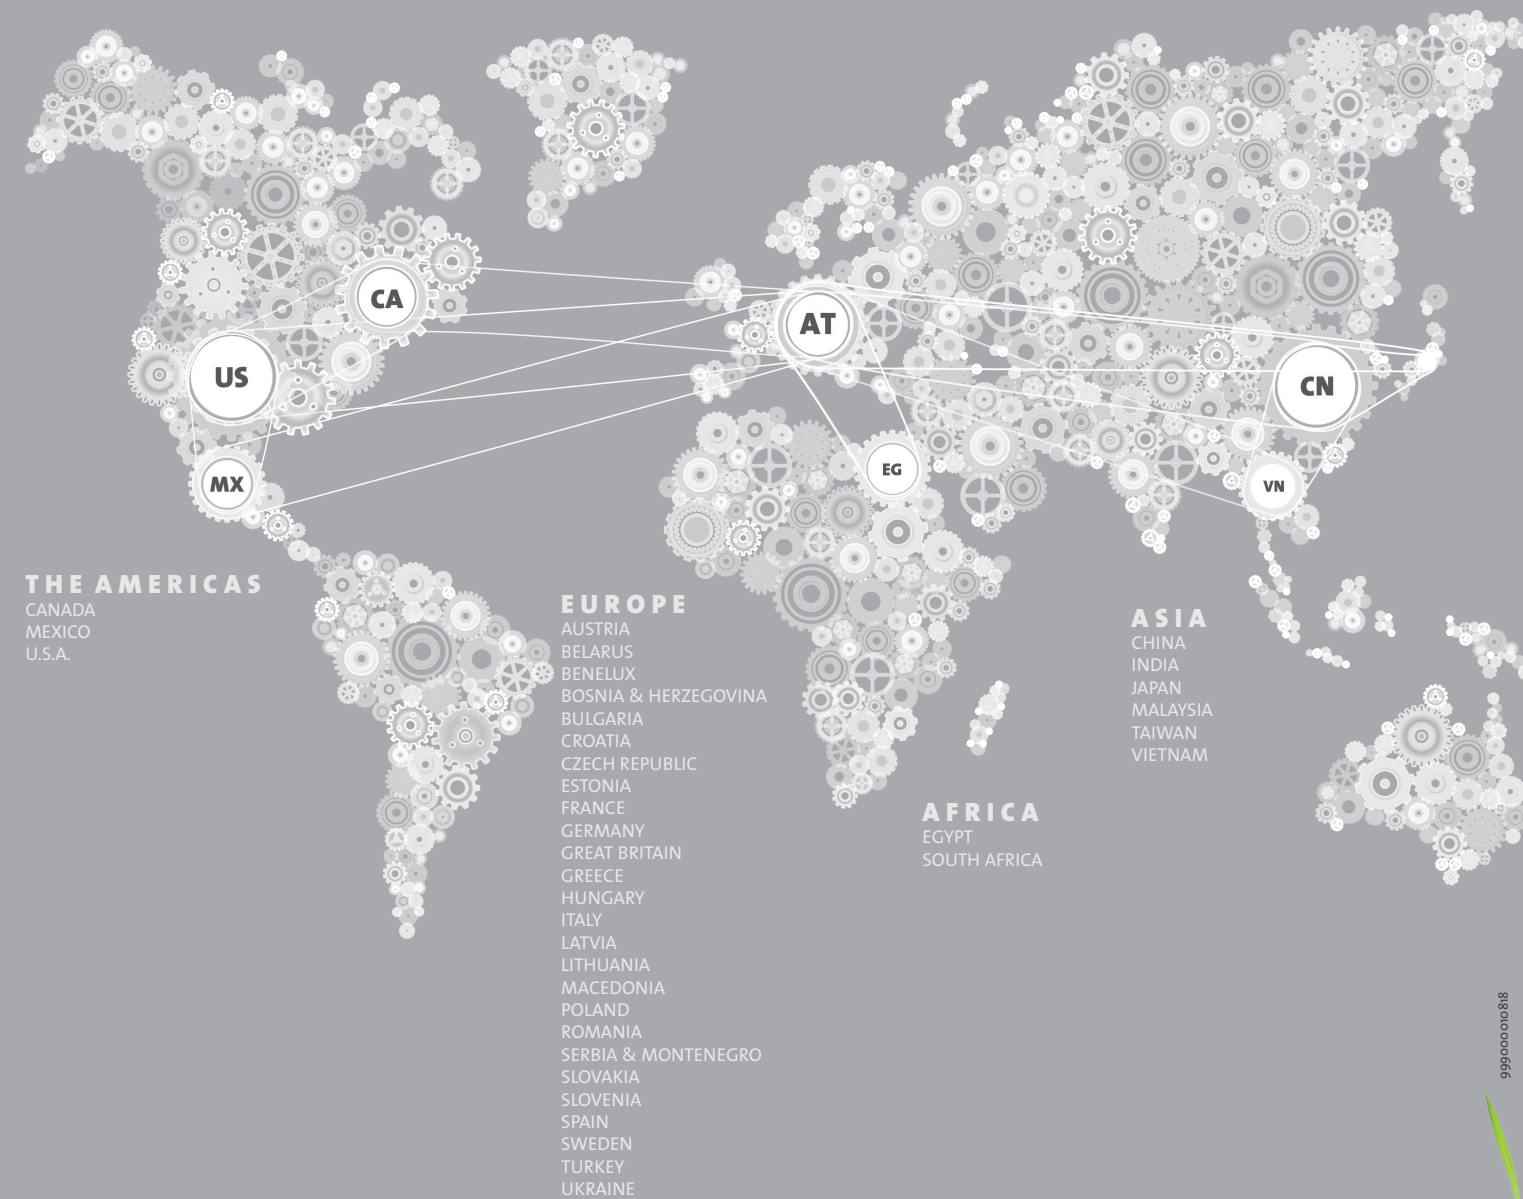 CA
AT
US
CN
EG
MX
VN
THE AMERICAS
CANADA
MEXICO
U.S.A.
EUROPE
AUSTRIA
BELARUS
BENELUX
BOSNIA & HERZEGOVINA
BULGARIA
CROATIA
CZECH REPUBLIC
ESTONIA
FRANCE
GERMANY
GREAT BRITAIN
GREECE
HUNGARY
ITALY
LATVIA
LITHUANIA
MACEDONIA
POLAND
ROMANIA
SERBIA & MONTENEGRO
SLOVAKIA
SLOVENIA
SPAIN
SWEDEN
TURKEY
UKRAINE
AFRICA
EGYPT
SOUTH AFRICA
ASIA
CHINA
INDIA
JAPAN
MALAYSIA
TAIWAN
VIETNAM
999000010818